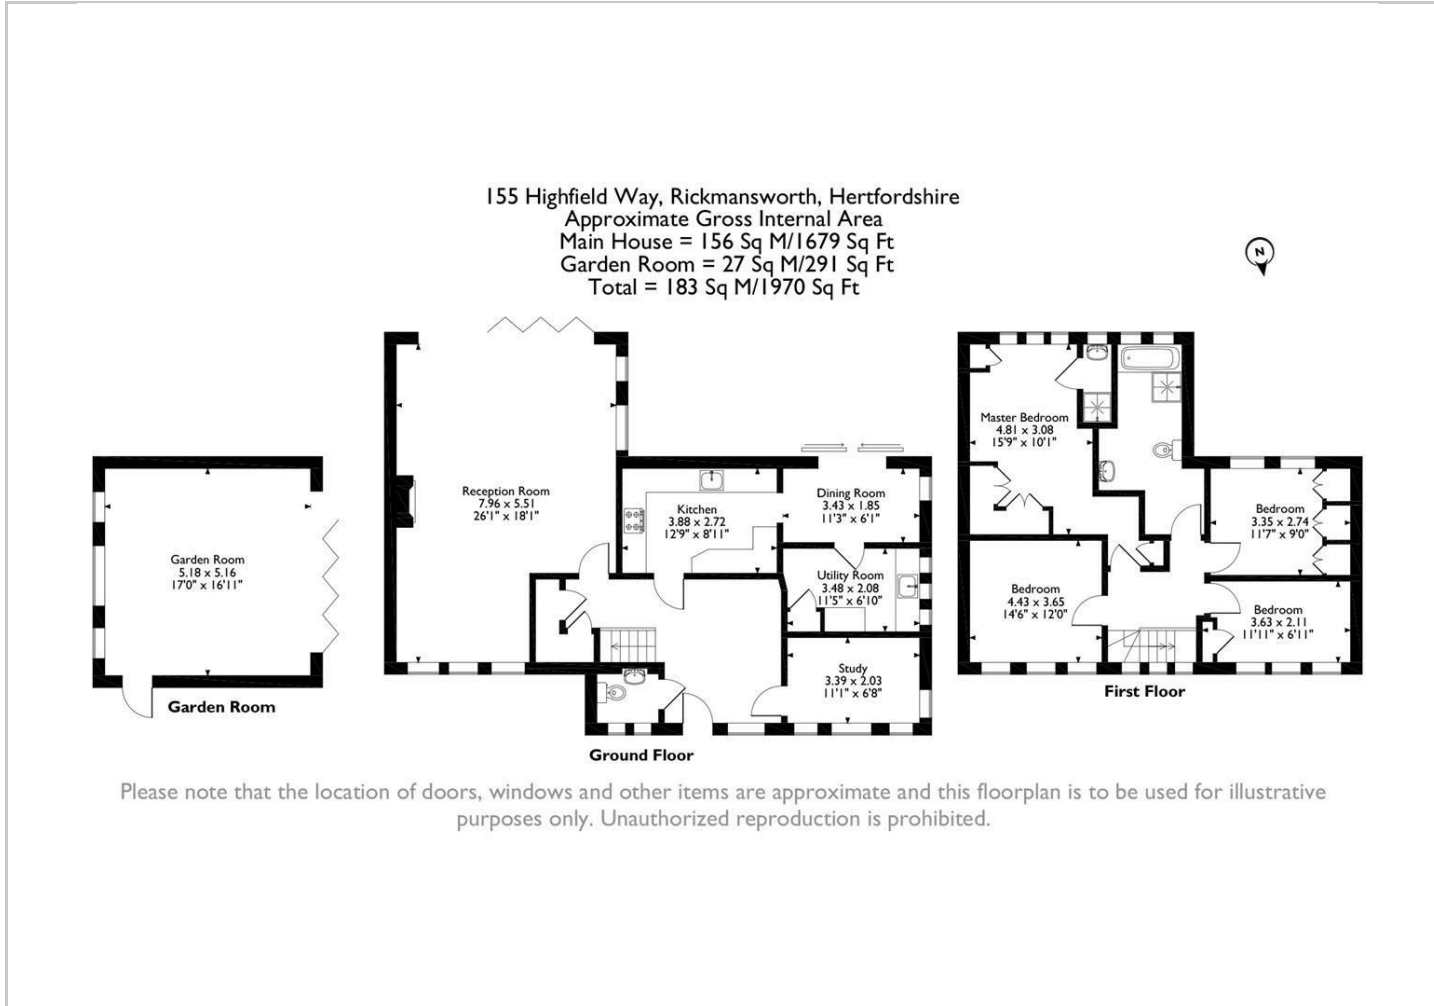 155 Highfield Way, Rickmansworth, Hertfordshire
Approximate Gross Internal Area
Main House = 156 Sq M/1679 Sq Ft
Garden Room = 27 Sq M/291 Sq Ft
Total = 183 Sq M/1970 Sq Ft
N
Garden Room
5.18 x 5.16
17'0" x 16'11"
Garden Room
Reception Room
7.96 x 5.51
26'1" x 18'1"
Kitchen
3.88 x 2.72
12'9" x 8'11"
Dining Room
3.43 x 1.85
11'3" x 6'1"
Utility Room
3.48 x 2.08
11'5" x 6'10"
Study
3.39 x 2.03
11'1" x 6'8"
Ground Floor
Master Bedroom
4.81 x 3.08
15'9" x 10'1"
Bedroom
3.35 x 2.74
11'7" x 9'0"
Bedroom
4.43 x 3.65
14'6" x 12'0"
Bedroom
3.63 x 2.11
11'11" x 6'11"
First Floor
Please note that the location of doors, windows and other items are approximate and this floorplan is to be used for illustrative
purposes only. Unauthorized reproduction is prohibited.